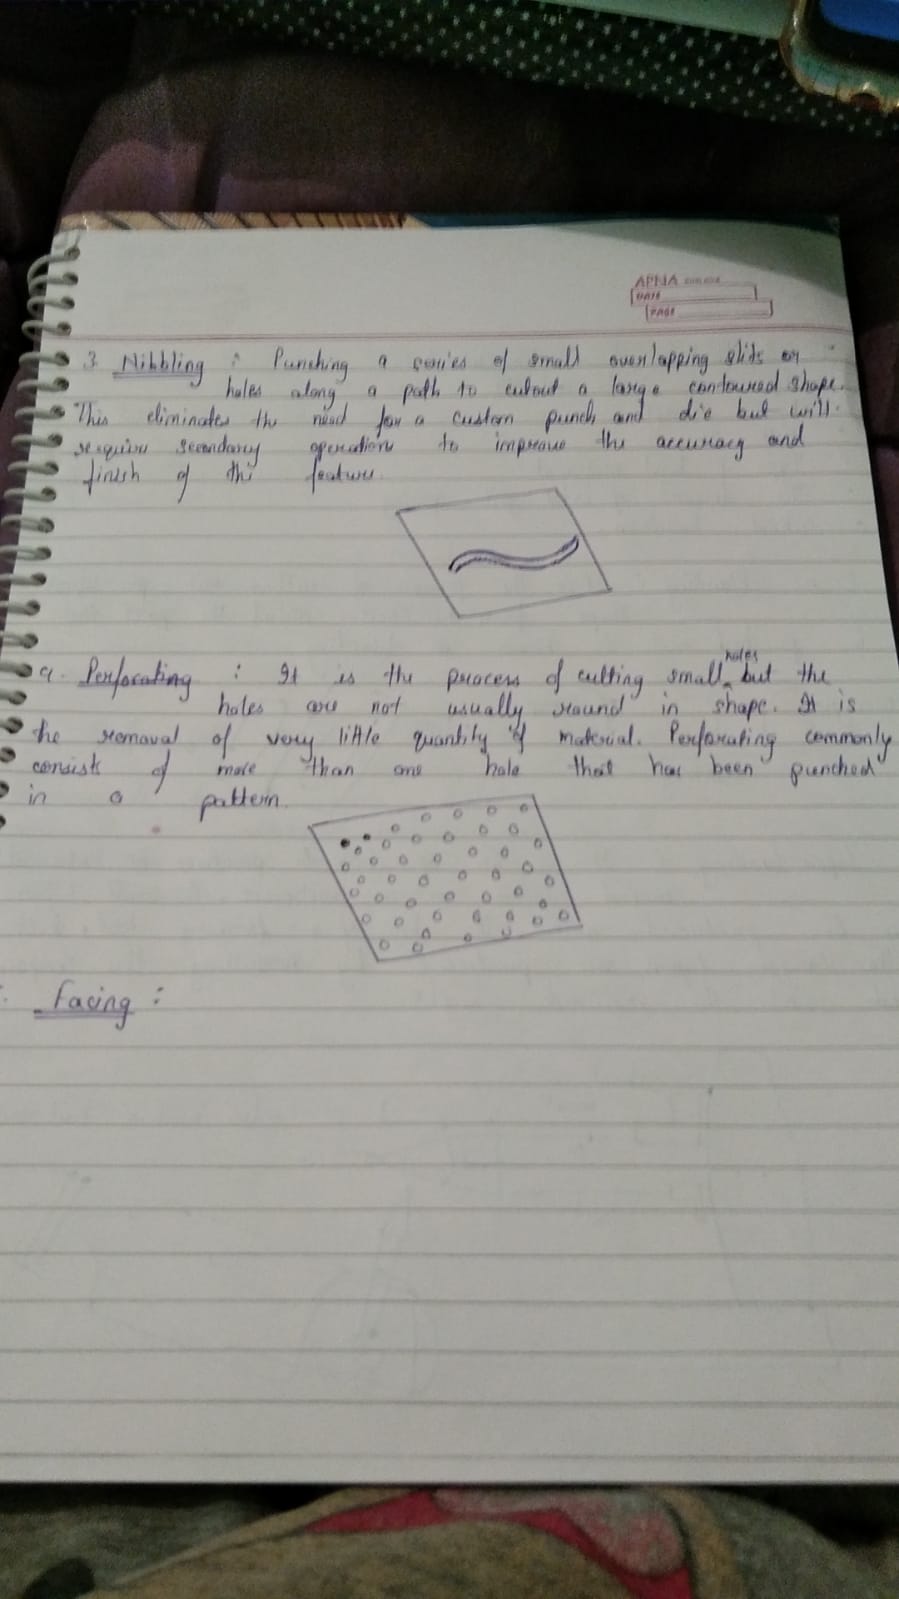 APNA
DATE
PAGE
3. Nibbling : Punching a series of small overlapping slits or
holes along a path to cutout a large contoured shape.
This eliminates the need for a custom punch and die but will
require secondary operations to improve the accuracy and
finish of the feature.
4. Perforating : It is the process of cutting small holes but the
holes are not usually round in shape. It is
the removal of very little quantity of material. Perforating commonly
consists of more than one hole that has been punched
in a pattern.
Facing :